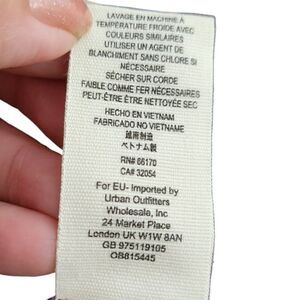 LAVAGE EN MACHINE À
TEMPÉRATURE FROIDE AVEC
COULEURS SIMILAIRES
UTILISER UN AGENT DE
BLANCHIMENT SANS CHLORE SI
NÉCESSAIRE
SÉCHER SUR CORDE
FAIBLE COMME FER NÉCESSAIRES
PEUT-ÊTRE ÊTRE NETTOYÉE SEC
HECHO EN VIETNAM
FABRICADO NO VIETNAME
越南製
ベトナム製
RN# 66170
CA# 32054
For EU- Imported by
Urban Outfitters
Wholesale, Inc
24 Market Place
London UK W1W 8AN
GB 975119105
OB815445